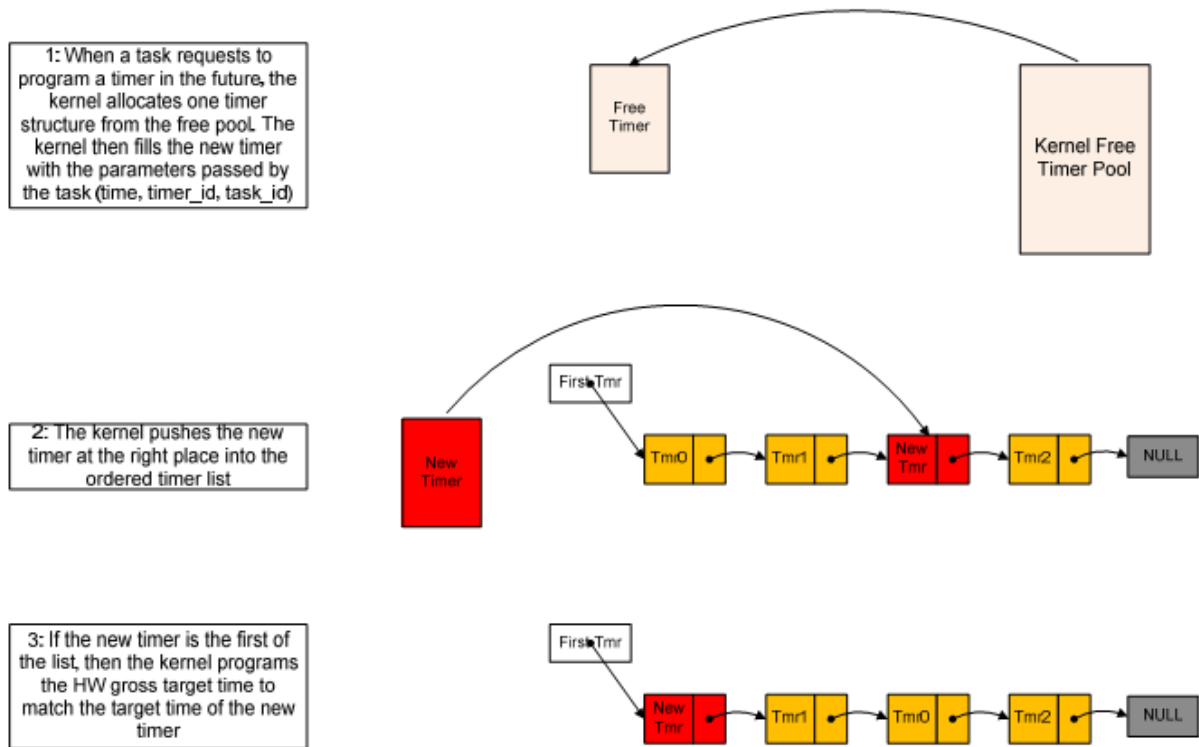 1: When a task requests to
program a timer in the future, the
kernel allocates one timer
structure from the free pool. The
kernel then fills the new timer
with the parameters passed by
the task (time, timer_id, task_id)
Free
Timer
Kernel Free
Timer Pool
2: The kernel pushes the new
timer at the right place into the
ordered timer list
New
Timer
First Tmr
Tmr0
Tmr1
New
Tmr
Tmr2
NULL
3: If the new timer is the first of
the list, then the kernel programs
the HW gross target time to
match the target time of the new
timer
First Tmr
New
Tmr
Tmr1
Tmr0
Tmr2
NULL